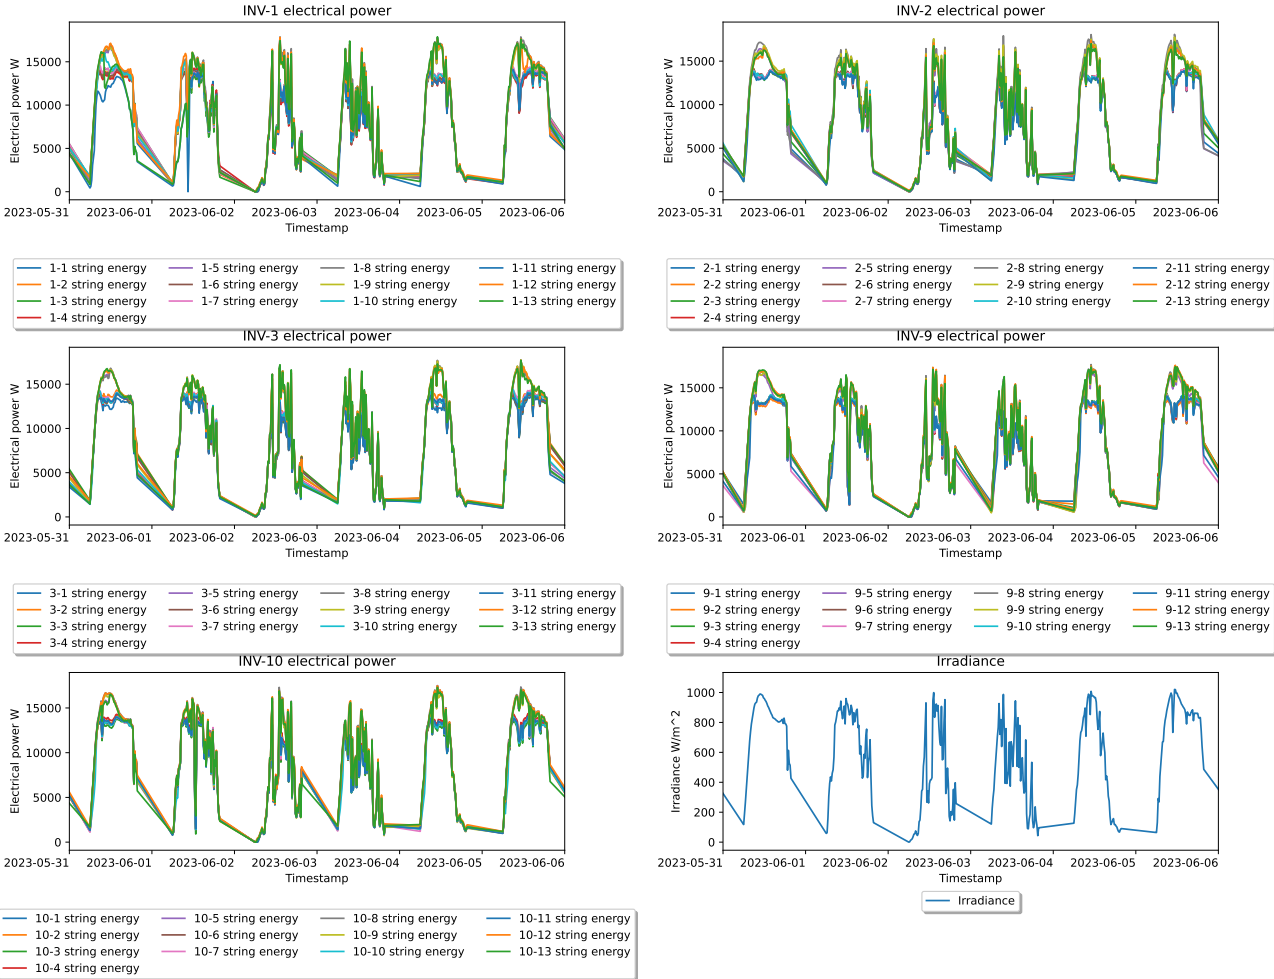 INV-1 electrical power
Electrical power W
15000
10000
5000
0
2023-05-31 2023-06-01 2023-06-02 2023-06-03 2023-06-04 2023-06-05 2023-06-06
Timestamp
1-1 string energy 1-5 string energy 1-8 string energy 1-11 string energy
1-2 string energy 1-6 string energy 1-9 string energy 1-12 string energy
1-3 string energy 1-7 string energy 1-10 string energy 1-13 string energy
1-4 string energy
INV-2 electrical power
Electrical power W
15000
10000
5000
0
2023-05-31 2023-06-01 2023-06-02 2023-06-03 2023-06-04 2023-06-05 2023-06-06
Timestamp
2-1 string energy 2-5 string energy 2-8 string energy 2-11 string energy
2-2 string energy 2-6 string energy 2-9 string energy 2-12 string energy
2-3 string energy 2-7 string energy 2-10 string energy 2-13 string energy
2-4 string energy
INV-3 electrical power
Electrical power W
15000
10000
5000
0
2023-05-31 2023-06-01 2023-06-02 2023-06-03 2023-06-04 2023-06-05 2023-06-06
Timestamp
3-1 string energy 3-5 string energy 3-8 string energy 3-11 string energy
3-2 string energy 3-6 string energy 3-9 string energy 3-12 string energy
3-3 string energy 3-7 string energy 3-10 string energy 3-13 string energy
3-4 string energy
INV-9 electrical power
Electrical power W
15000
10000
5000
0
2023-05-31 2023-06-01 2023-06-02 2023-06-03 2023-06-04 2023-06-05 2023-06-06
Timestamp
9-1 string energy 9-5 string energy 9-8 string energy 9-11 string energy
9-2 string energy 9-6 string energy 9-9 string energy 9-12 string energy
9-3 string energy 9-7 string energy 9-10 string energy 9-13 string energy
9-4 string energy
INV-10 electrical power
Electrical power W
15000
10000
5000
0
2023-05-31 2023-06-01 2023-06-02 2023-06-03 2023-06-04 2023-06-05 2023-06-06
Timestamp
10-1 string energy 10-5 string energy 10-8 string energy 10-11 string energy
10-2 string energy 10-6 string energy 10-9 string energy 10-12 string energy
10-3 string energy 10-7 string energy 10-10 string energy 10-13 string energy
10-4 string energy
Irradiance
Irradiance W/m^2
1000
800
600
400
200
0
2023-05-31 2023-06-01 2023-06-02 2023-06-03 2023-06-04 2023-06-05 2023-06-06
Timestamp
Irradiance